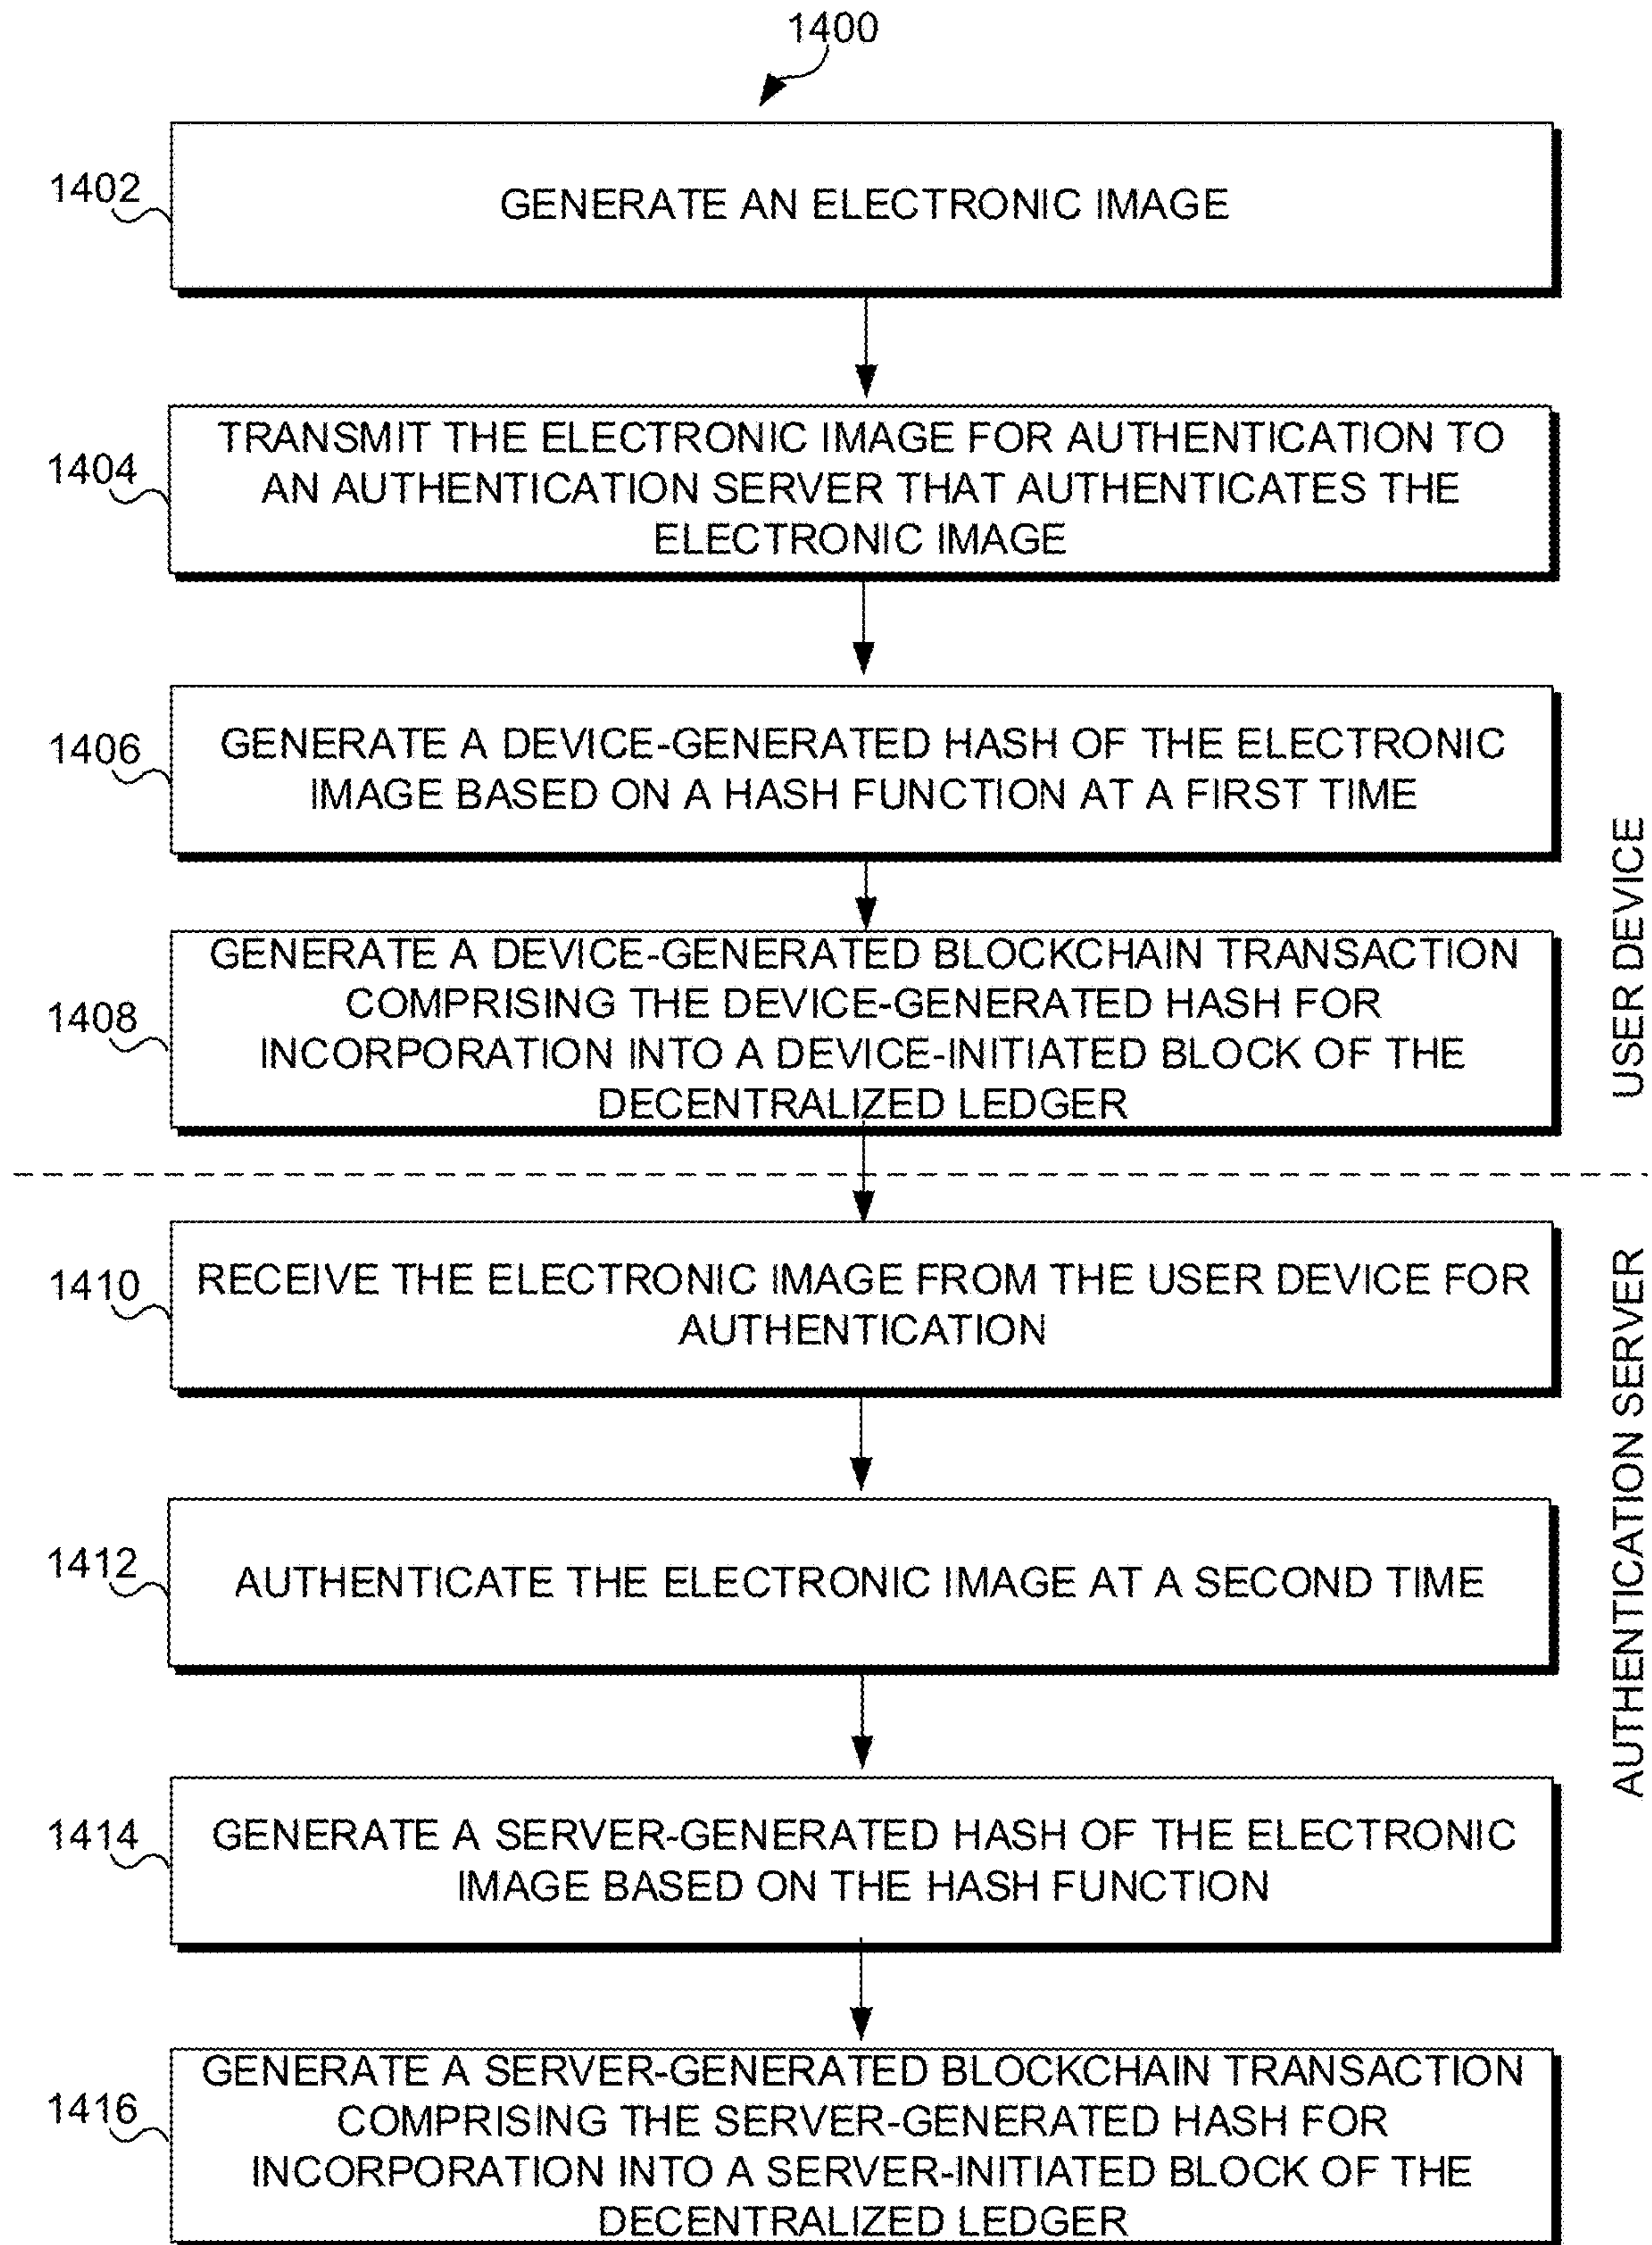 1400
1402
GENERATE AN ELECTRONIC IMAGE
1404
TRANSMIT THE ELECTRONIC IMAGE FOR AUTHENTICATION TO
AN AUTHENTICATION SERVER THAT AUTHENTICATES THE
ELECTRONIC IMAGE
1406
GENERATE A DEVICE-GENERATED HASH OF THE ELECTRONIC
IMAGE BASED ON A HASH FUNCTION AT A FIRST TIME
1408
GENERATE A DEVICE-GENERATED BLOCKCHAIN TRANSACTION
COMPRISING THE DEVICE-GENERATED HASH FOR
INCORPORATION INTO A DEVICE-INITIATED BLOCK OF THE
DECENTRALIZED LEDGER
USER DEVICE
1410
RECEIVE THE ELECTRONIC IMAGE FROM THE USER DEVICE FOR
AUTHENTICATION
1412
AUTHENTICATE THE ELECTRONIC IMAGE AT A SECOND TIME
1414
GENERATE A SERVER-GENERATED HASH OF THE ELECTRONIC
IMAGE BASED ON THE HASH FUNCTION
1416
GENERATE A SERVER-GENERATED BLOCKCHAIN TRANSACTION
COMPRISING THE SERVER-GENERATED HASH FOR
INCORPORATION INTO A SERVER-INITIATED BLOCK OF THE
DECENTRALIZED LEDGER
AUTHENTICATION SERVER